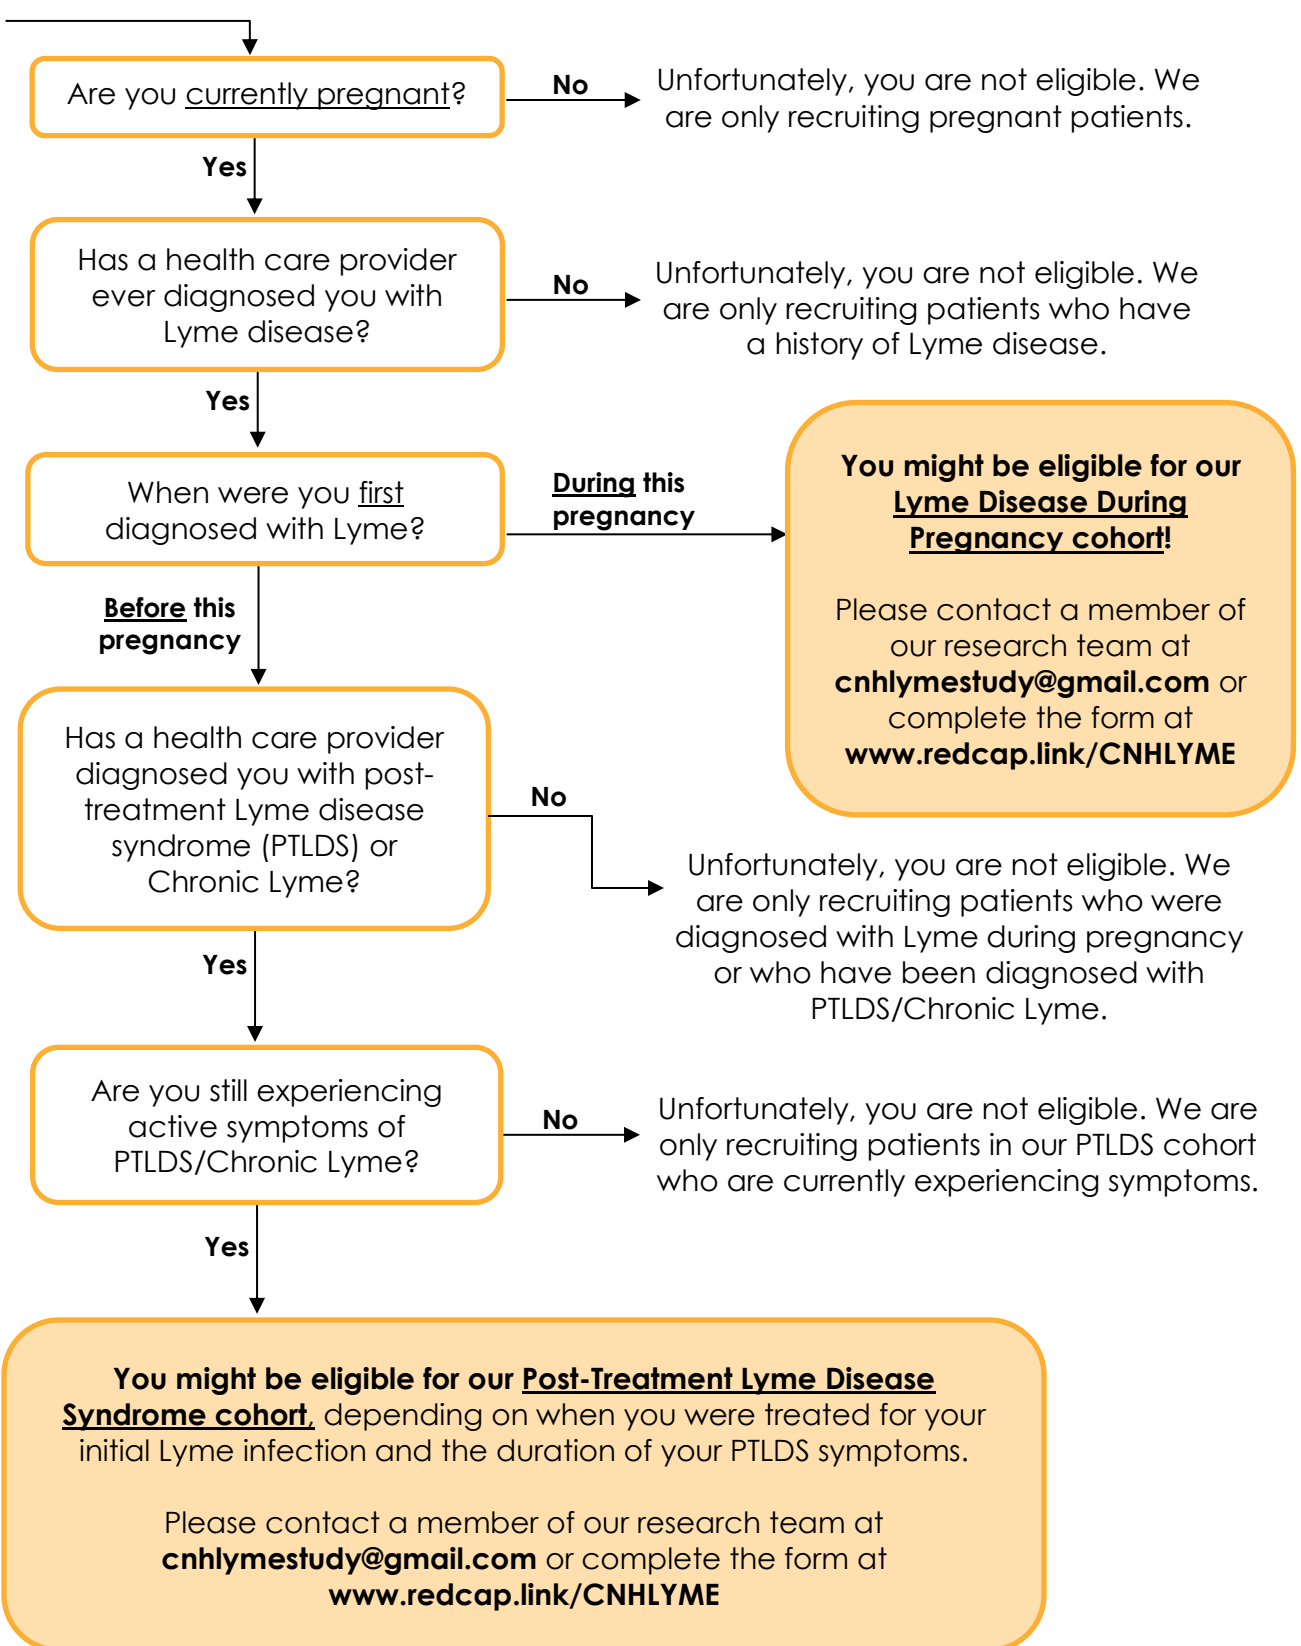 Are you currently pregnant?
No
Unfortunately, you are not eligible. We
are only recruiting pregnant patients.
Yes
Has a health care provider
ever diagnosed you with
Lyme disease?
No
Unfortunately, you are not eligible. We
are only recruiting patients who have
a history of Lyme disease.
Yes
When were you first
diagnosed with Lyme?
During this
pregnancy
You might be eligible for our
Lyme Disease During
Pregnancy cohort!
Please contact a member of
our research team at
cnhlymestudy@gmail.com or
complete the form at
www.redcap.link/CNHLYME
Before this
pregnancy
Has a health care provider
diagnosed you with post-
treatment Lyme disease
syndrome (PTLDS) or
Chronic Lyme?
No
Unfortunately, you are not eligible. We
are only recruiting patients who were
diagnosed with Lyme during pregnancy
or who have been diagnosed with
PTLDS/Chronic Lyme.
Yes
Are you still experiencing
active symptoms of
PTLDS/Chronic Lyme?
No
Unfortunately, you are not eligible. We are
only recruiting patients in our PTLDS cohort
who are currently experiencing symptoms.
Yes
You might be eligible for our Post-Treatment Lyme Disease
Syndrome cohort, depending on when you were treated for your
initial Lyme infection and the duration of your PTLDS symptoms.
Please contact a member of our research team at
cnhlymestudy@gmail.com or complete the form at
www.redcap.link/CNHLYME